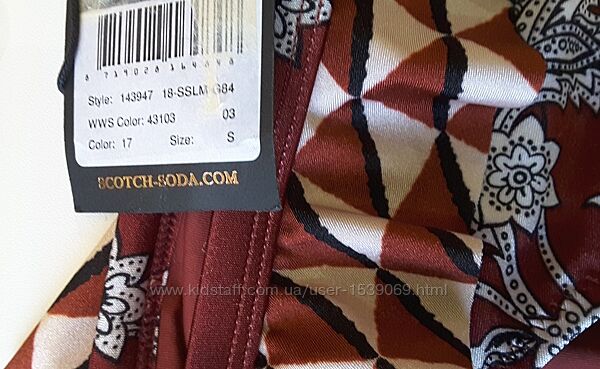 Style: 143947 18-SSLM-G84
WWS Color: 43103 03
Color: 17 Size: S
SCOTCH-SODA.COM
www.kidstaff.com.ua/user-1539069.html